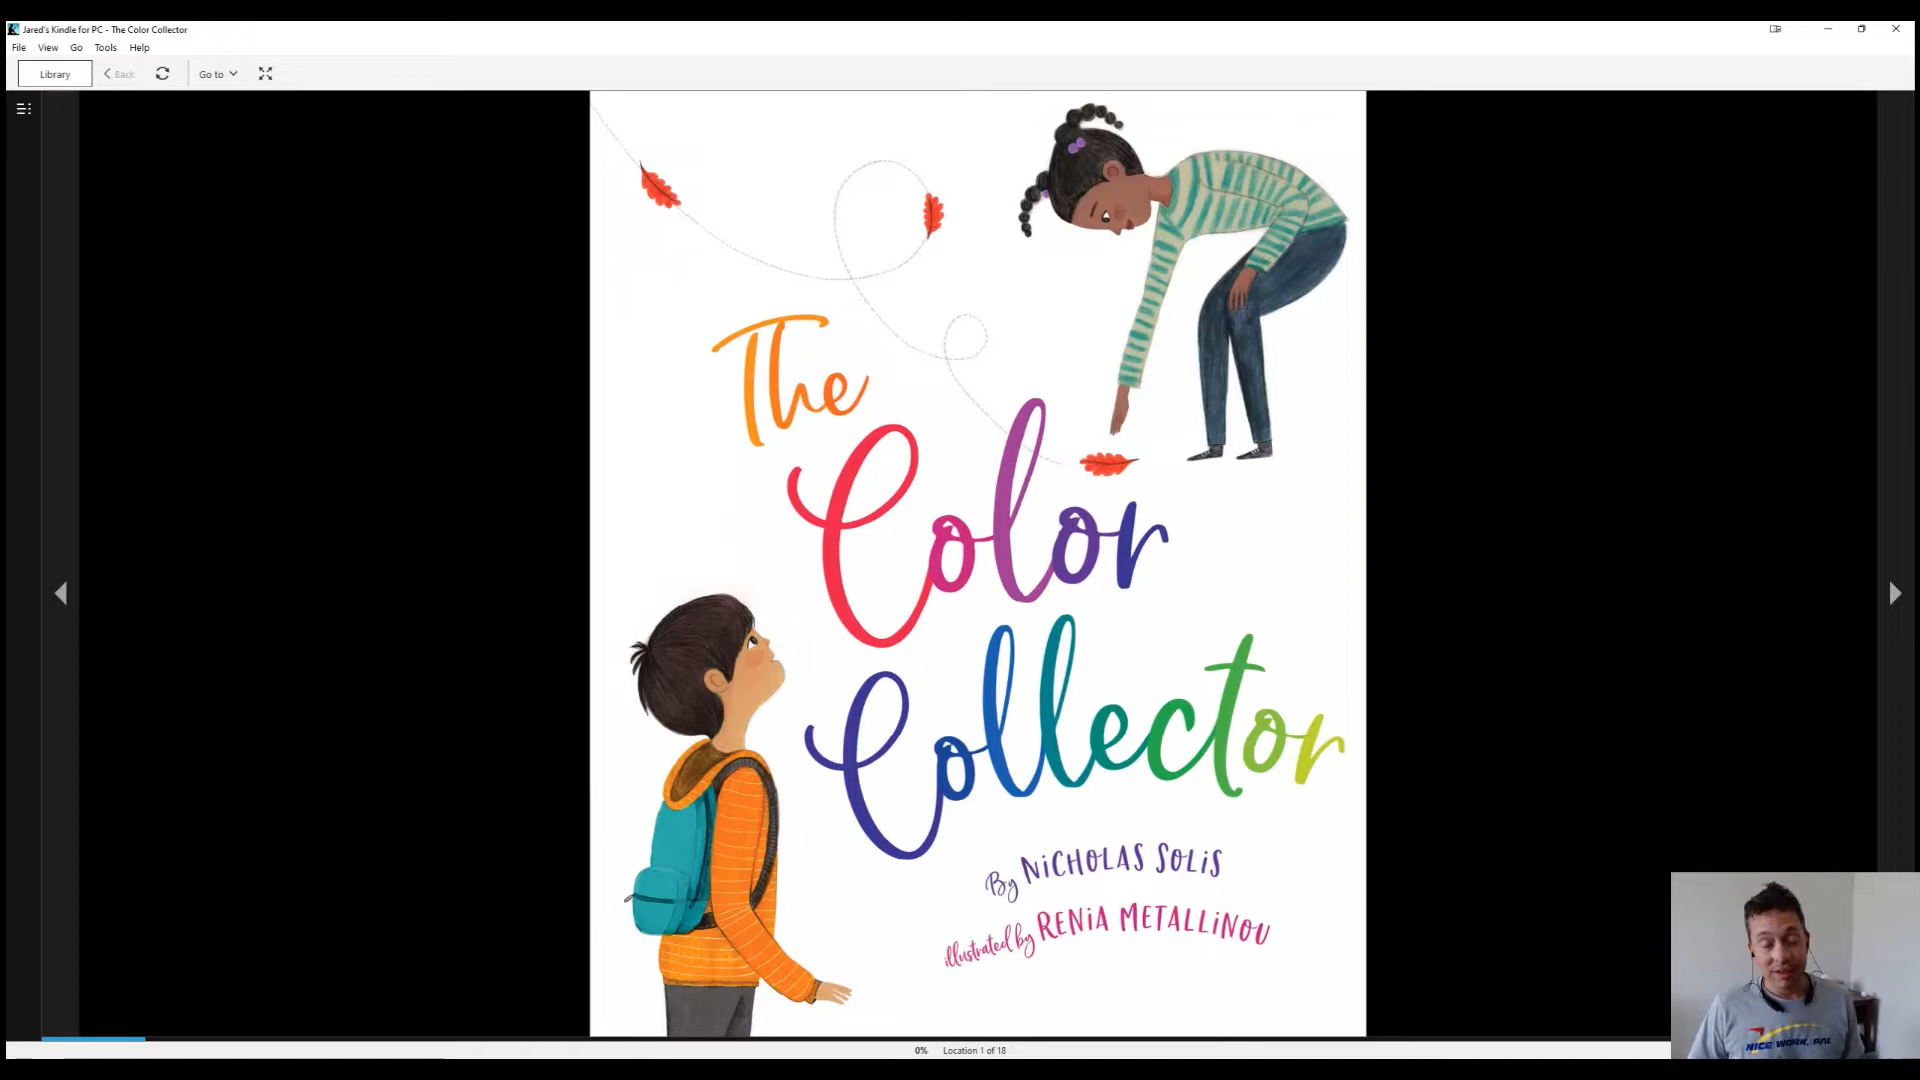 Jared's Kindle for PC - The Color Collector
File View Go Tools Help
Library Back Go to
The
Color
Collector
By NiCHOLAS SOLiS
illustrated by RENiA METALLiNOU
NICE WORK, PAL
0% Location 1 of 18